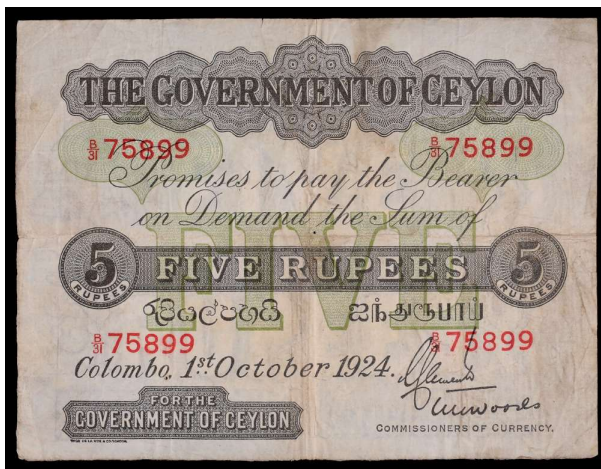 THE GOVERNMENT OF CEYLON
B/31 75899 B/31 75899
Promises to pay the Bearer
on Demand the Sum of
FIVE
5 RUPEES FIVE RUPEES 5 RUPEES
රුපියල්පහයි ஐந்துரூபாய்
B/31 75899 B/31 75899
Colombo, 1st October 1924.
FOR THE
GOVERNMENT OF CEYLON
COMMISSIONERS OF CURRENCY.